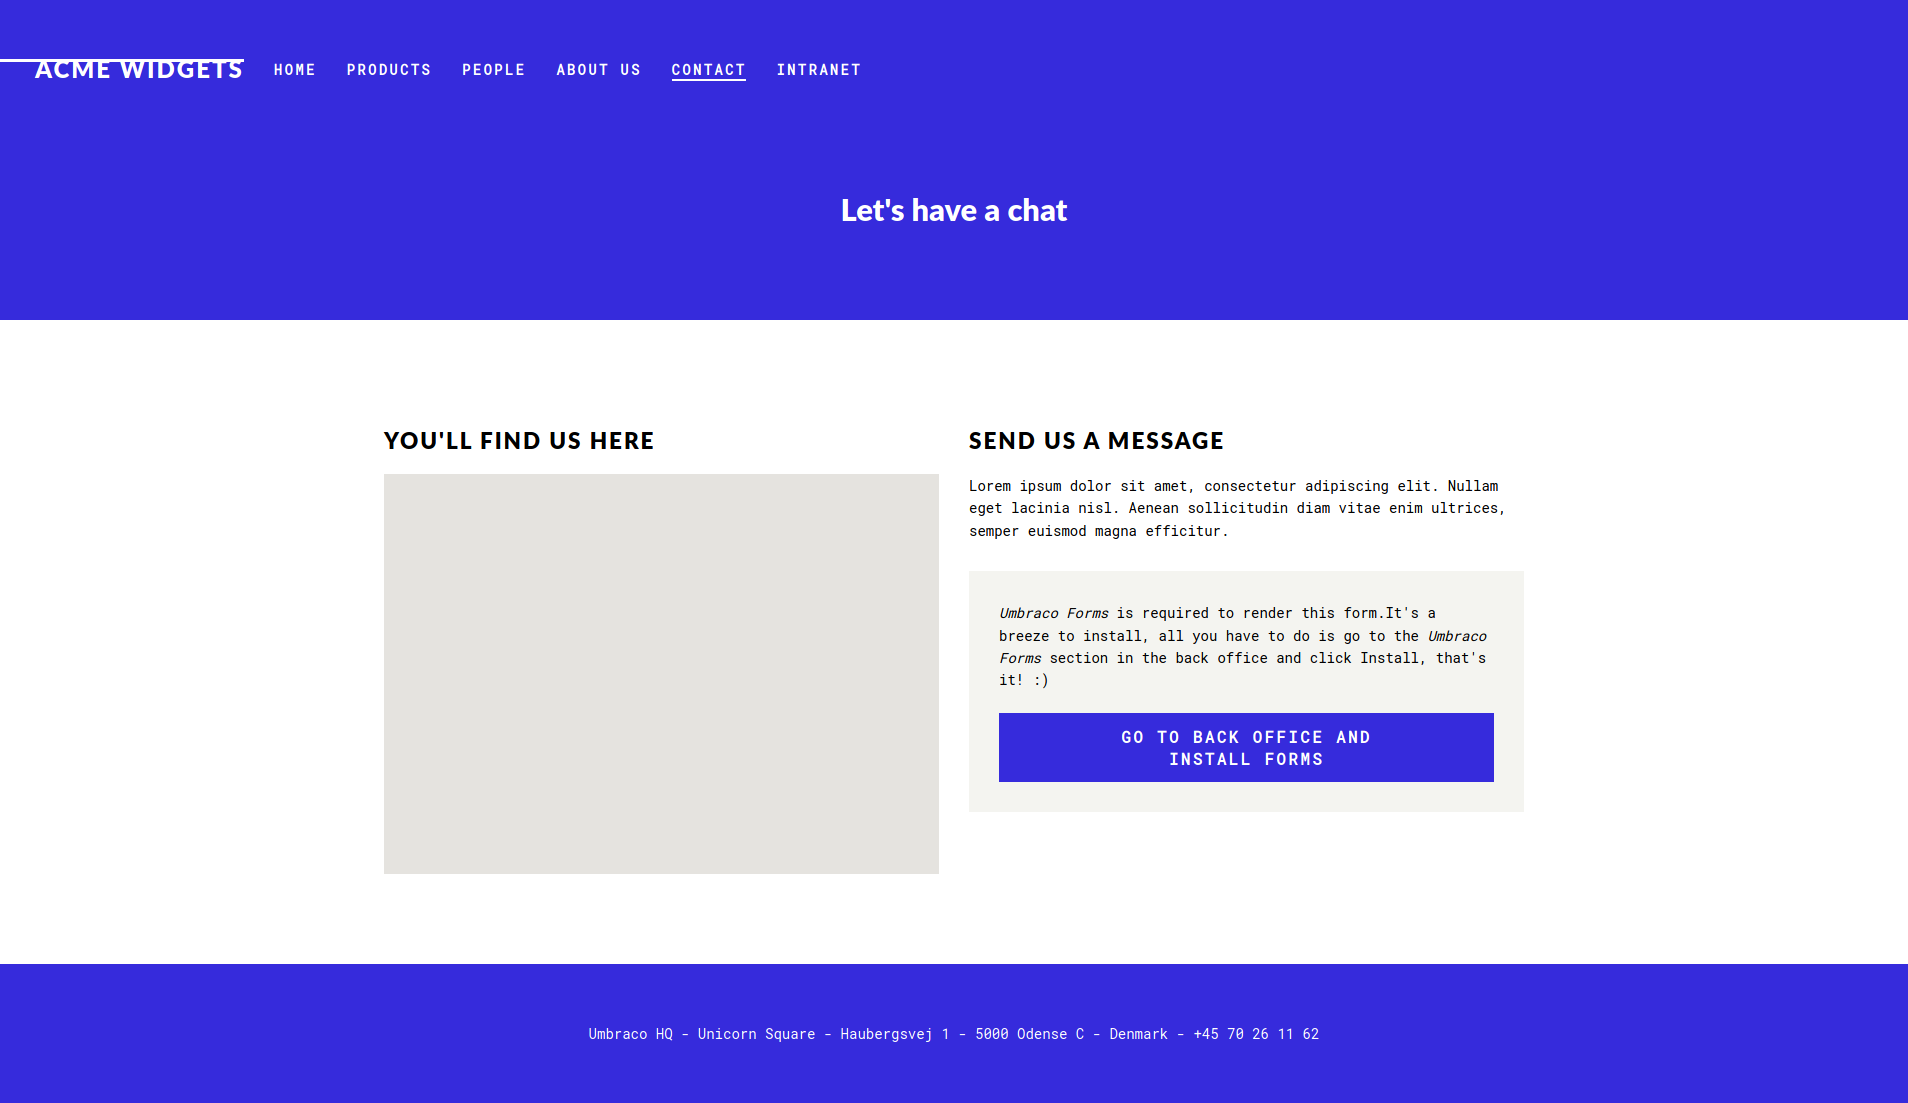 ACME WIDGETS
HOME PRODUCTS PEOPLE ABOUT US CONTACT INTRANET
Let's have a chat
YOU'LL FIND US HERE
SEND US A MESSAGE
Lorem ipsum dolor sit amet, consectetur adipiscing elit. Nullam
eget lacinia nisl. Aenean sollicitudin diam vitae enim ultrices,
semper euismod magna efficitur.
Umbraco Forms is required to render this form.It's a
breeze to install, all you have to do is go to the Umbraco
Forms section in the back office and click Install, that's
it! :)
GO TO BACK OFFICE AND
INSTALL FORMS
Umbraco HQ - Unicorn Square - Haubergsvej 1 - 5000 Odense C - Denmark - +45 70 26 11 62